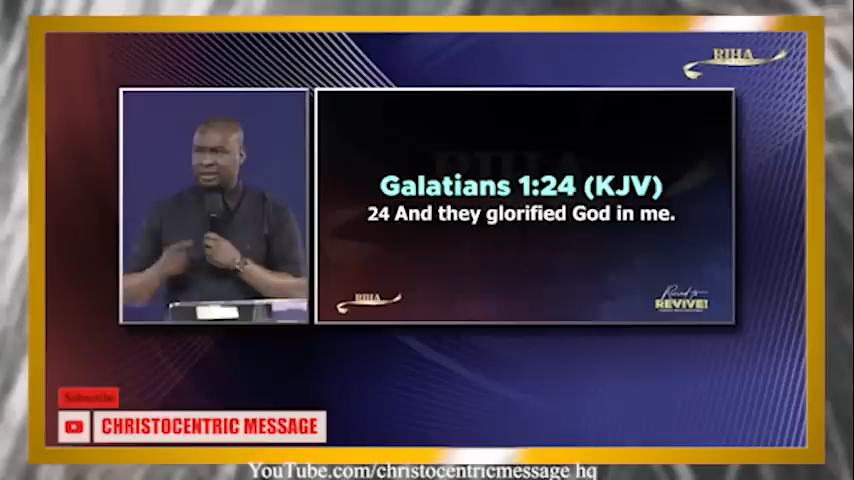 RIHA
Galatians 1:24 (KJV)
24 And they glorified God in me.
RIHA
REVIVE!
Subscribe
CHRISTOCENTRIC MESSAGE
YouTube.com/christocentricmessage hq